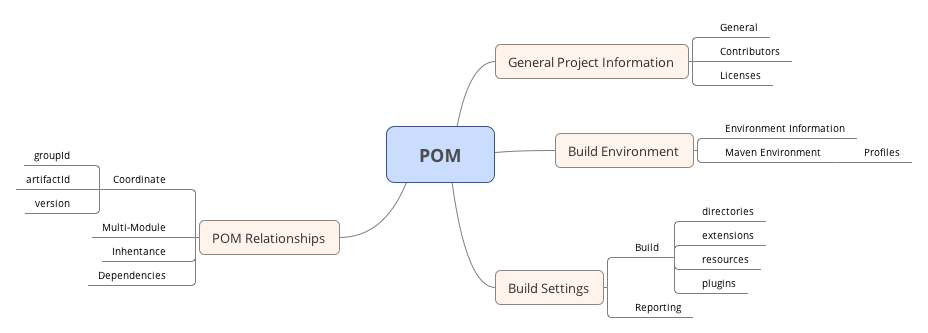 POM
General Project Information
General
Contributors
Licenses
Build Environment
Environment Information
Maven Environment
Profiles
Build Settings
Build
directories
extensions
resources
plugins
Reporting
POM Relationships
Coordinate
groupId
artifactId
version
Multi-Module
Inhentance
Dependencies